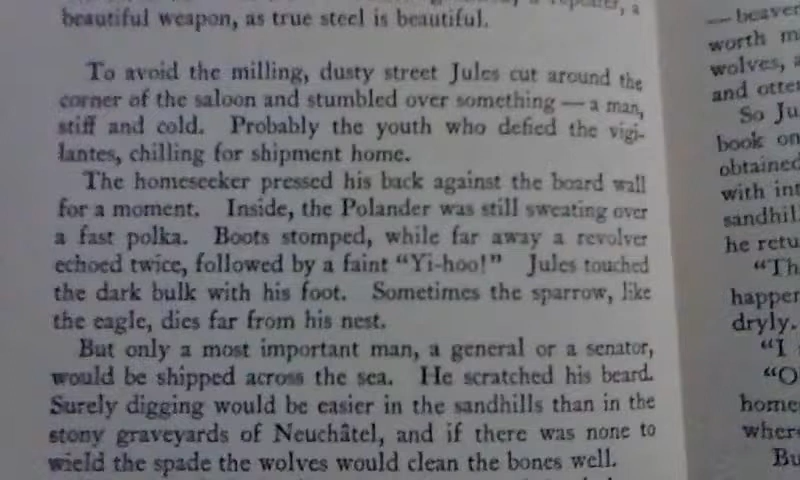 a repeater, a
beautiful weapon, as true steel is beautiful.
To avoid the milling, dusty street Jules cut around the
corner of the saloon and stumbled over something — a man,
stiff and cold. Probably the youth who defied the vigi-
lantes, chilling for shipment home.
The homeseeker pressed his back against the board wall
for a moment. Inside, the Polander was still sweating over
a fast polka. Boots stomped, while far away a revolver
echoed twice, followed by a faint "Yi-hoo!" Jules touched
the dark bulk with his foot. Sometimes the sparrow, like
the eagle, dies far from his nest.
But only a most important man, a general or a senator,
would be shipped across the sea. He scratched his beard.
Surely digging would be easier in the sandhills than in the
stony graveyards of Neuchâtel, and if there was none to
wield the spade the wolves would clean the bones well.
— beaver
worth m
wolves, a
and otte
So Ju
book on
obtained
with int
sandhil
he retu
"Th
happen
dryly.
"I
"O
home
where
Bu